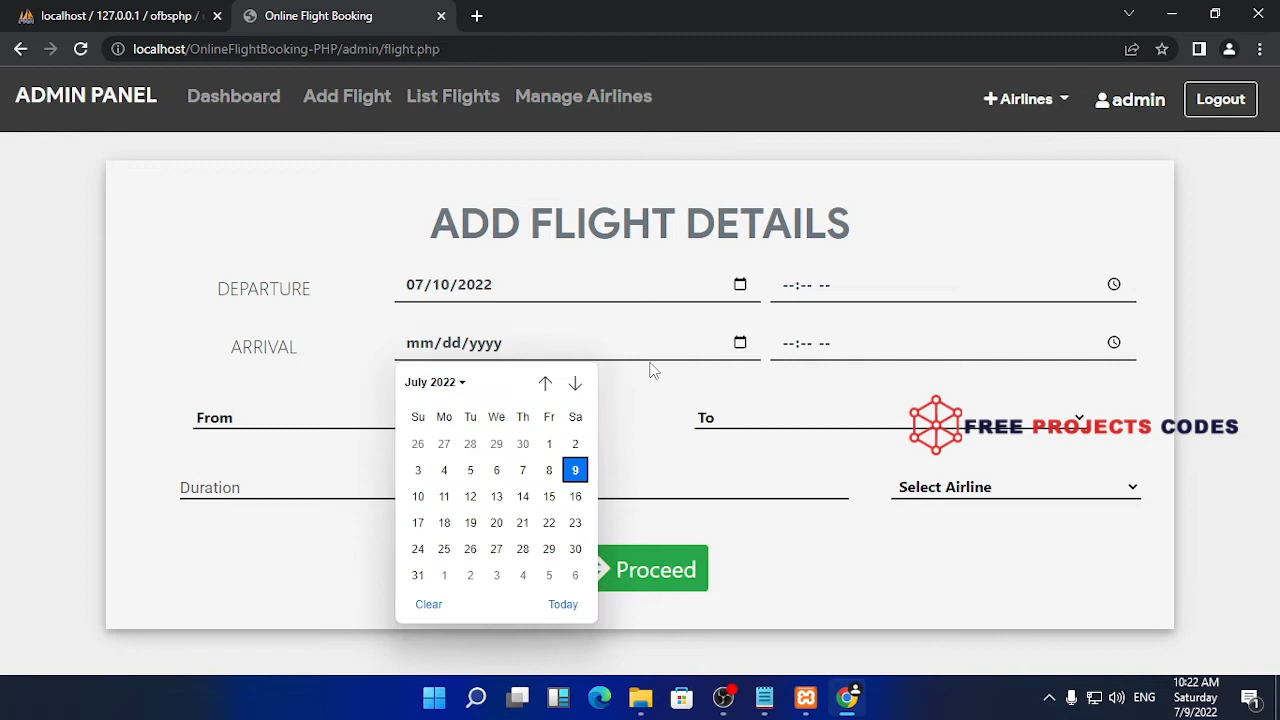 localhost / 127.0.0.1 / ofbsphp /
Online Flight Booking
localhost/OnlineFlightBooking-PHP/admin/flight.php
ADMIN PANEL Dashboard Add Flight List Flights Manage Airlines Airlines admin Logout
ADD FLIGHT DETAILS
DEPARTURE 07/10/2022 --:-- --
ARRIVAL mm/dd/yyyy --:-- --
July 2022
Su Mo Tu We Th Fr Sa
26 27 28 29 30 1 2
3 4 5 6 7 8 9
10 11 12 13 14 15 16
17 18 19 20 21 22 23
24 25 26 27 28 29 30
31 1 2 3 4 5 6
Clear Today
From To
FREE PROJECTS CODES
Duration Select Airline
Proceed
ENG
10:22 AM
Saturday
7/9/2022
1